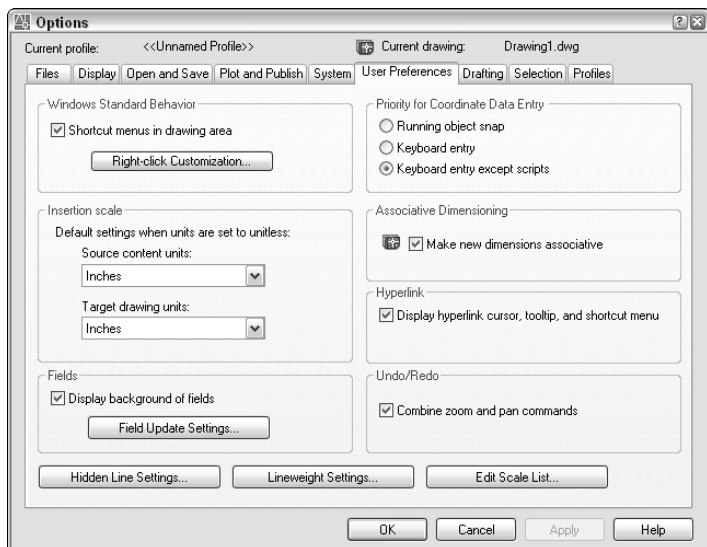 Options
Current profile: <<Unnamed Profile>> Current drawing: Drawing1.dwg
Files Display Open and Save Plot and Publish System User Preferences Drafting Selection Profiles
Windows Standard Behavior
Shortcut menus in drawing area
Right-click Customization...
Priority for Coordinate Data Entry
Running object snap
Keyboard entry
Keyboard entry except scripts
Insertion scale
Default settings when units are set to unitless:
Source content units:
Inches
Target drawing units:
Inches
Associative Dimensioning
Make new dimensions associative
Hyperlink
Display hyperlink cursor, tooltip, and shortcut menu
Fields
Display background of fields
Field Update Settings...
Undo/Redo
Combine zoom and pan commands
Hidden Line Settings... Lineweight Settings... Edit Scale List...
OK Cancel Apply Help